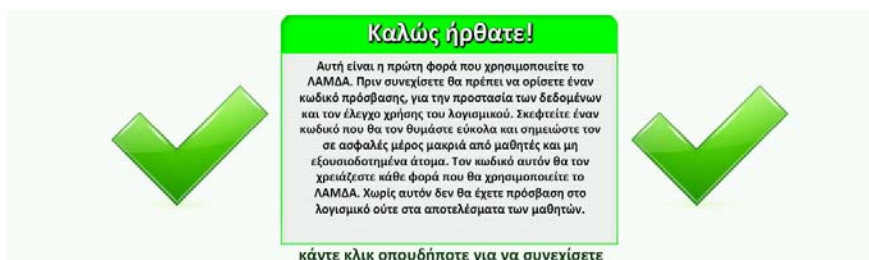 Καλώς ήρθατε!
Αυτή είναι η πρώτη φορά που χρησιμοποιείτε το
ΛΑΜΔΑ. Πριν συνεχίσετε θα πρέπει να ορίσετε έναν
κωδικό πρόσβασης, για την προστασία των δεδομένων
και τον έλεγχο χρήσης του λογισμικού. Σκεφτείτε έναν
κωδικό που θα τον θυμάστε εύκολα και σημειώστε τον
σε ασφαλές μέρος μακριά από μαθητές και μη
εξουσιοδοτημένα άτομα. Τον κωδικό αυτόν θα τον
χρειάζεστε κάθε φορά που θα χρησιμοποιείτε το
ΛΑΜΔΑ. Χωρίς αυτόν δεν θα έχετε πρόσβαση στο
λογισμικό ούτε στα αποτελέσματα των μαθητών.
κάντε κλικ οπουδήποτε για να συνεχίσετε